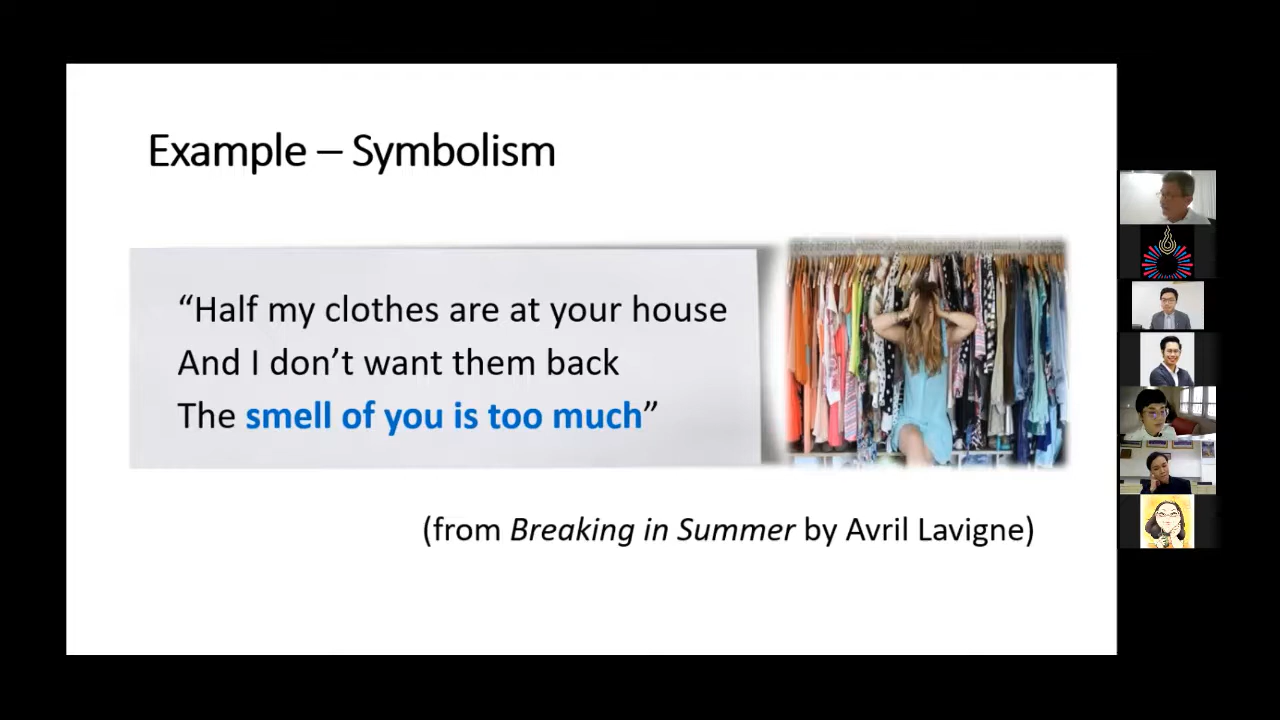 Example – Symbolism
“Half my clothes are at your house
And I don’t want them back
The smell of you is too much”
(from Breaking in Summer by Avril Lavigne)